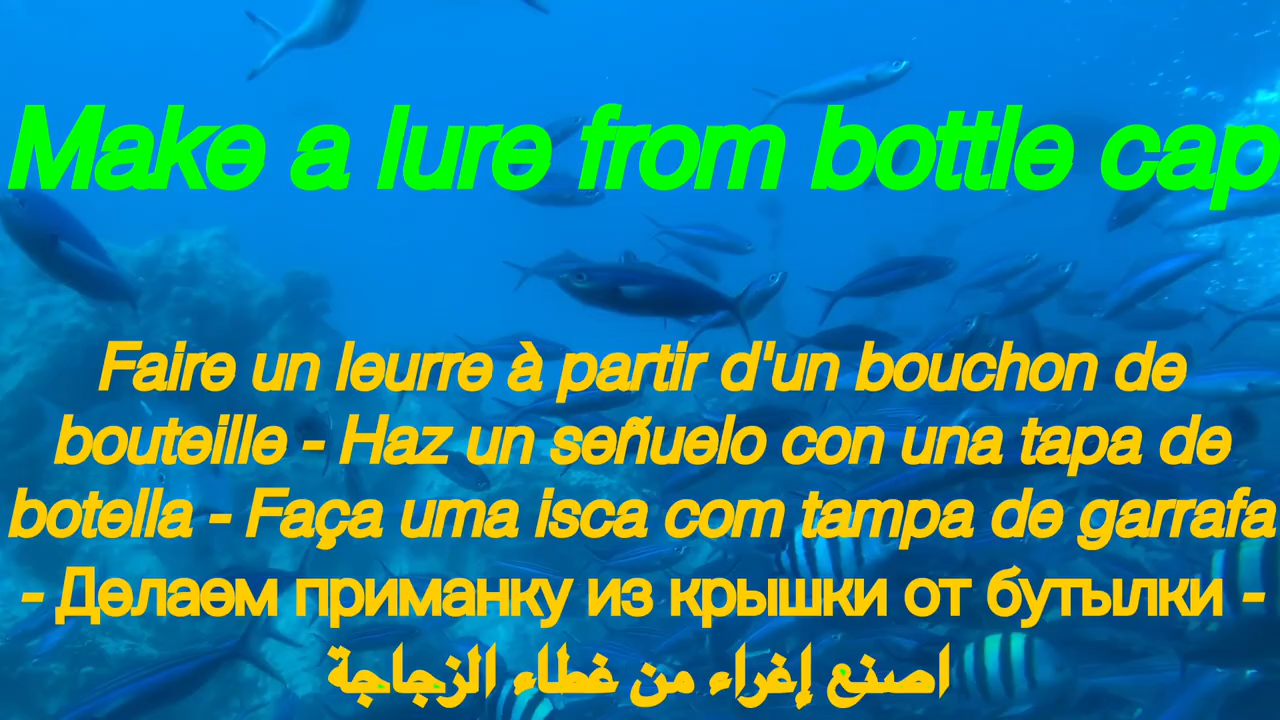 Make a lure from bottle cap
Faire un leurre à partir d'un bouchon de
bouteille - Haz un señuelo con una tapa de
botella - Faça uma isca com tampa de garrafa
- Делаем приманку из крышки от бутылки -
اصنع إغراء من غطاء الزجاجة